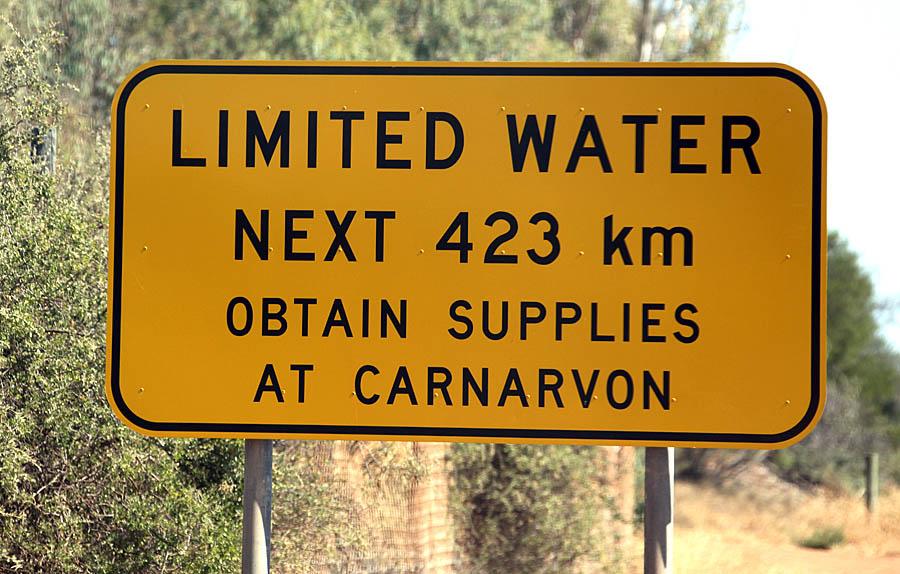 LIMITED WATER
NEXT 423 km
OBTAIN SUPPLIES
AT CARNARVON